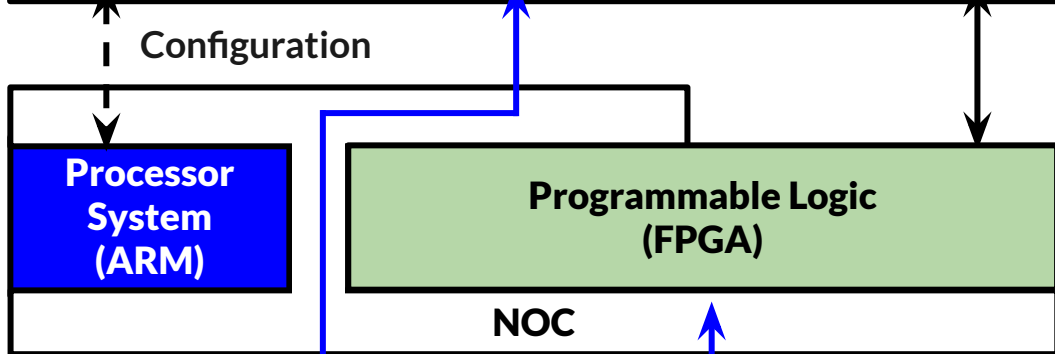 Configuration
Processor
System
(ARM)
Programmable Logic
(FPGA)
NOC